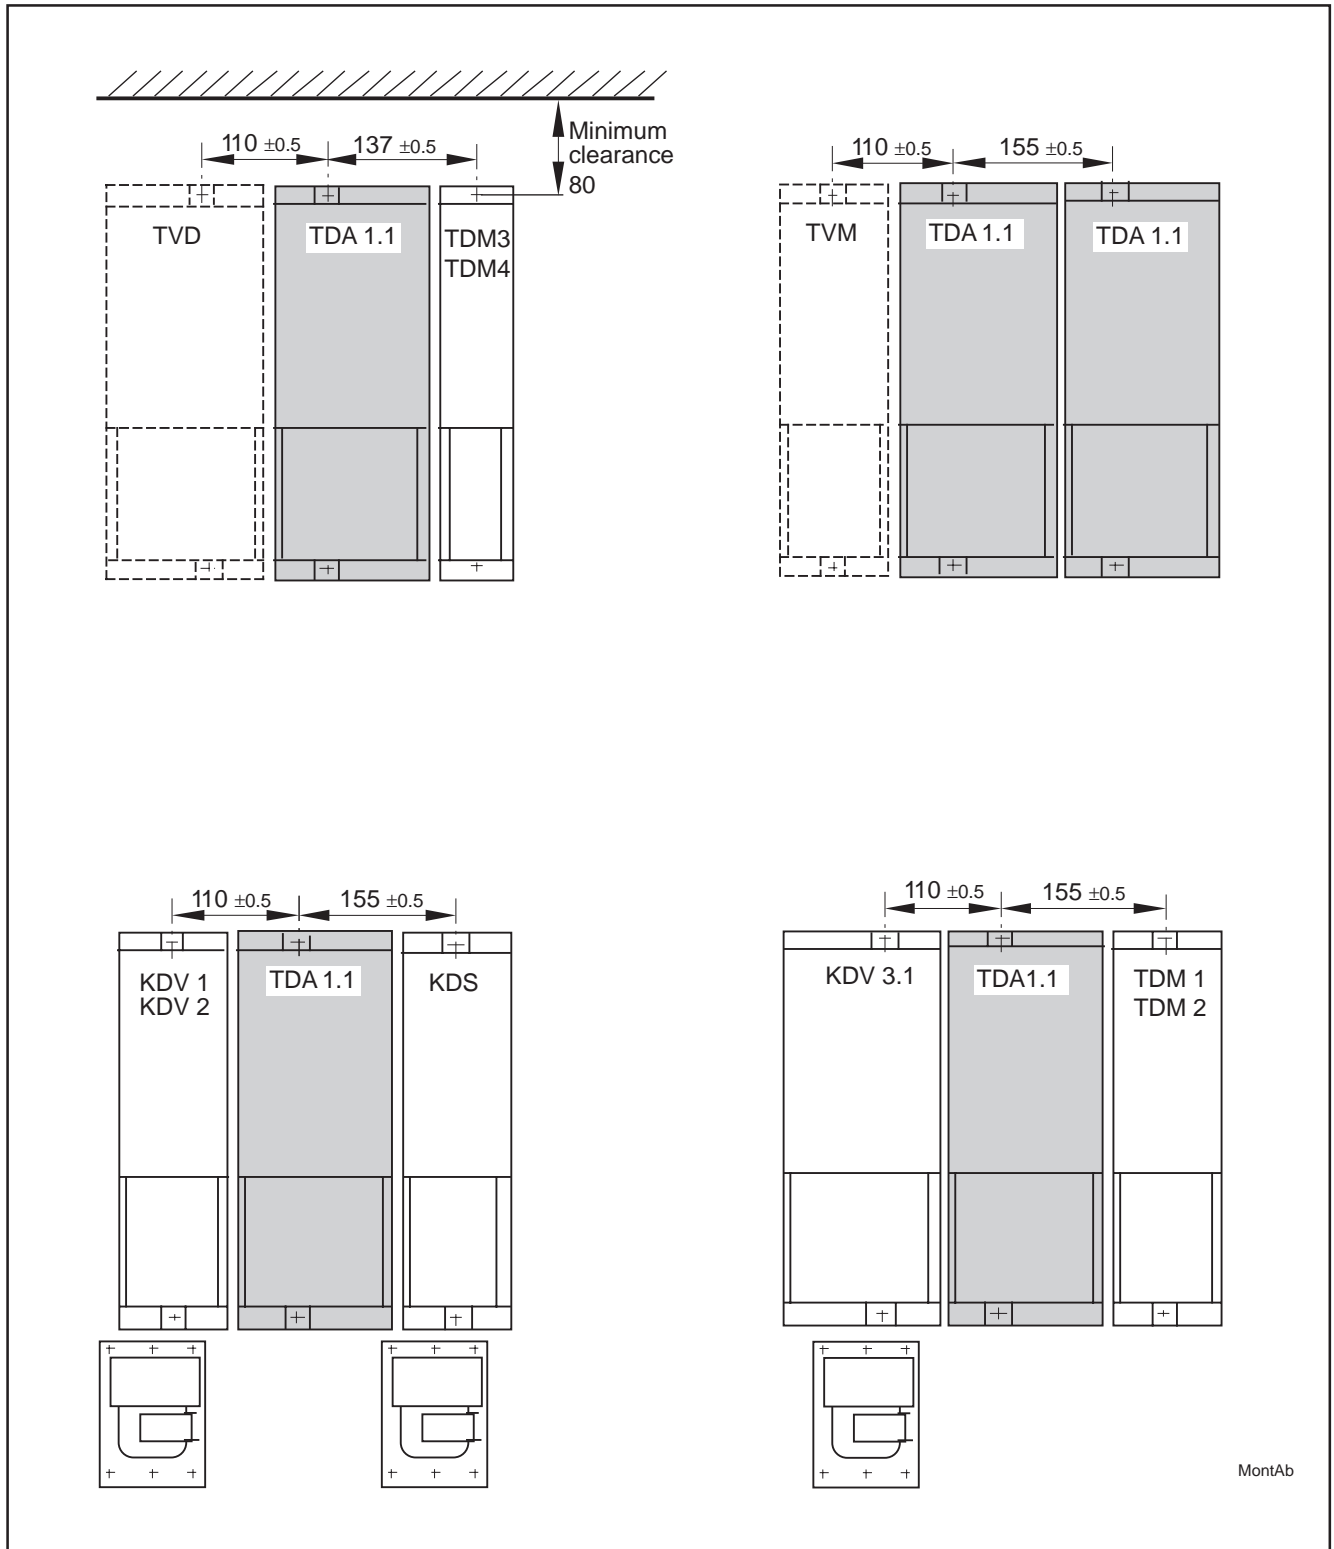 110 ±0.5
137 ±0.5
Minimum
clearance
80
TVD
TDA 1.1
TDM3
TDM4
110 ±0.5
155 ±0.5
TVM
TDA 1.1
TDA 1.1
110 ±0.5
155 ±0.5
KDV 1
KDV 2
TDA 1.1
KDS
110 ±0.5
155 ±0.5
KDV 3.1
TDA1.1
TDM 1
TDM 2
MontAb